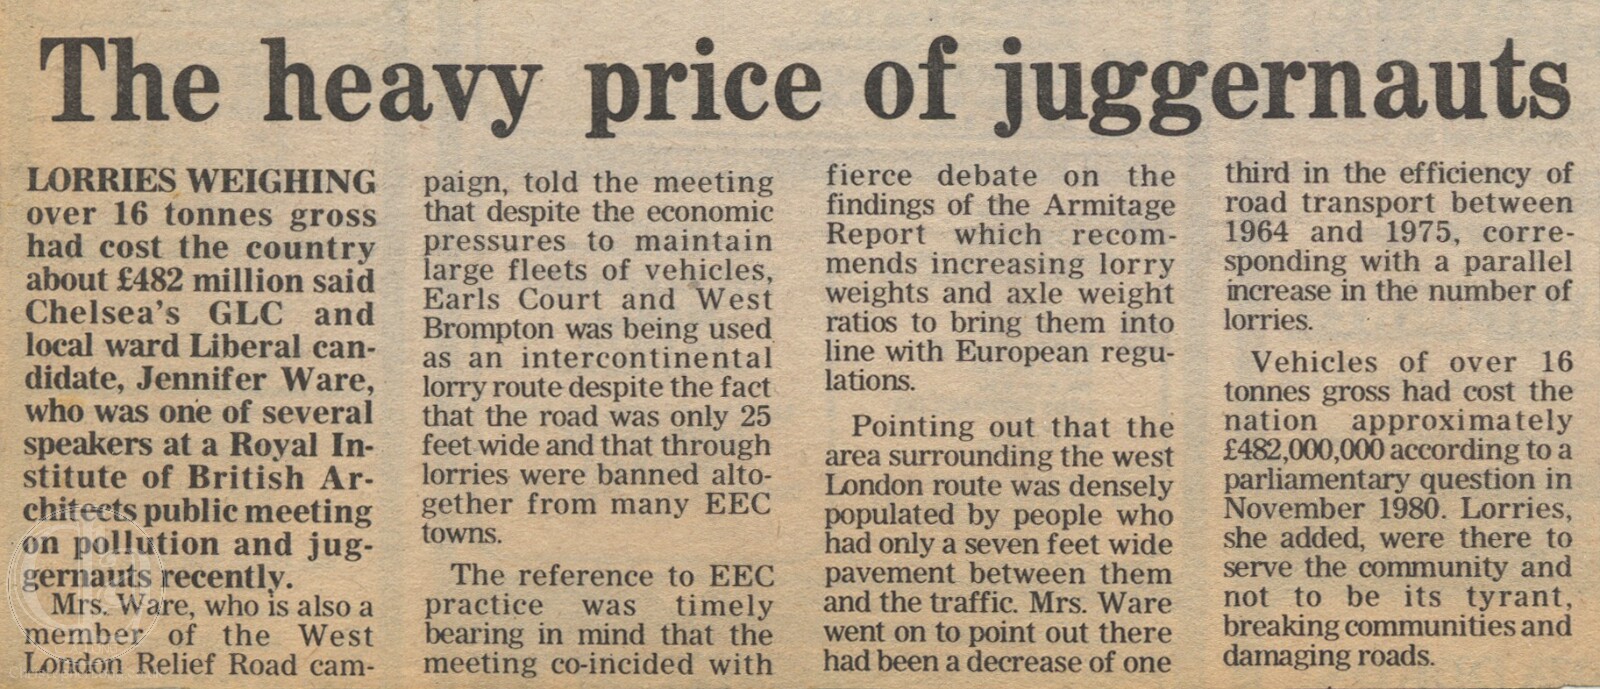 The heavy price of juggernauts
LORRIES WEIGHING
over 16 tonnes gross
had cost the country
about £482 million said
Chelsea's GLC and
local ward Liberal can-
didate, Jennifer Ware,
who was one of several
speakers at a Royal In-
stitute of British Ar-
chitects public meeting
on pollution and jug-
gernauts recently.
Mrs. Ware, who is also a
member of the West
London Relief Road cam-
paign, told the meeting
that despite the economic
pressures to maintain
large fleets of vehicles,
Earls Court and West
Brompton was being used
as an intercontinental
lorry route despite the fact
that the road was only 25
feet wide and that through
lorries were banned alto-
gether from many EEC
towns.
The reference to EEC
practice was timely
bearing in mind that the
meeting co-incided with
fierce debate on the
findings of the Armitage
Report which recom-
mends increasing lorry
weights and axle weight
ratios to bring them into
line with European regu-
lations.
Pointing out that the
area surrounding the west
London route was densely
populated by people who
had only a seven feet wide
pavement between them
and the traffic. Mrs. Ware
went on to point out there
had been a decrease of one
third in the efficiency of
road transport between
1964 and 1975, corre-
sponding with a parallel
increase in the number of
lorries.
Vehicles of over 16
tonnes gross had cost the
nation approximately
£482,000,000 according to a
parliamentary question in
November 1980. Lorries,
she added, were there to
serve the community and
not to be its tyrant,
breaking communities and
damaging roads.